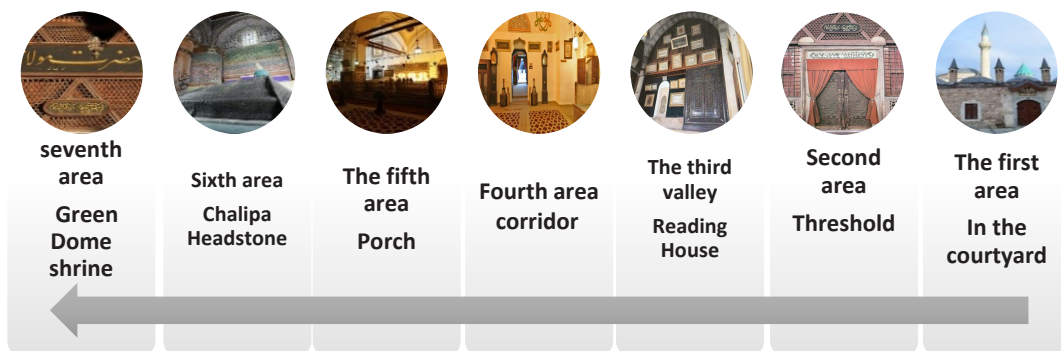 seventh
area
Green
Dome
shrine
Sixth area
Chalipa
Headstone
The fifth
area
Porch
Fourth area
corridor
The third
valley
Reading
House
Second
area
Threshold
The first
area
In the
courtyard